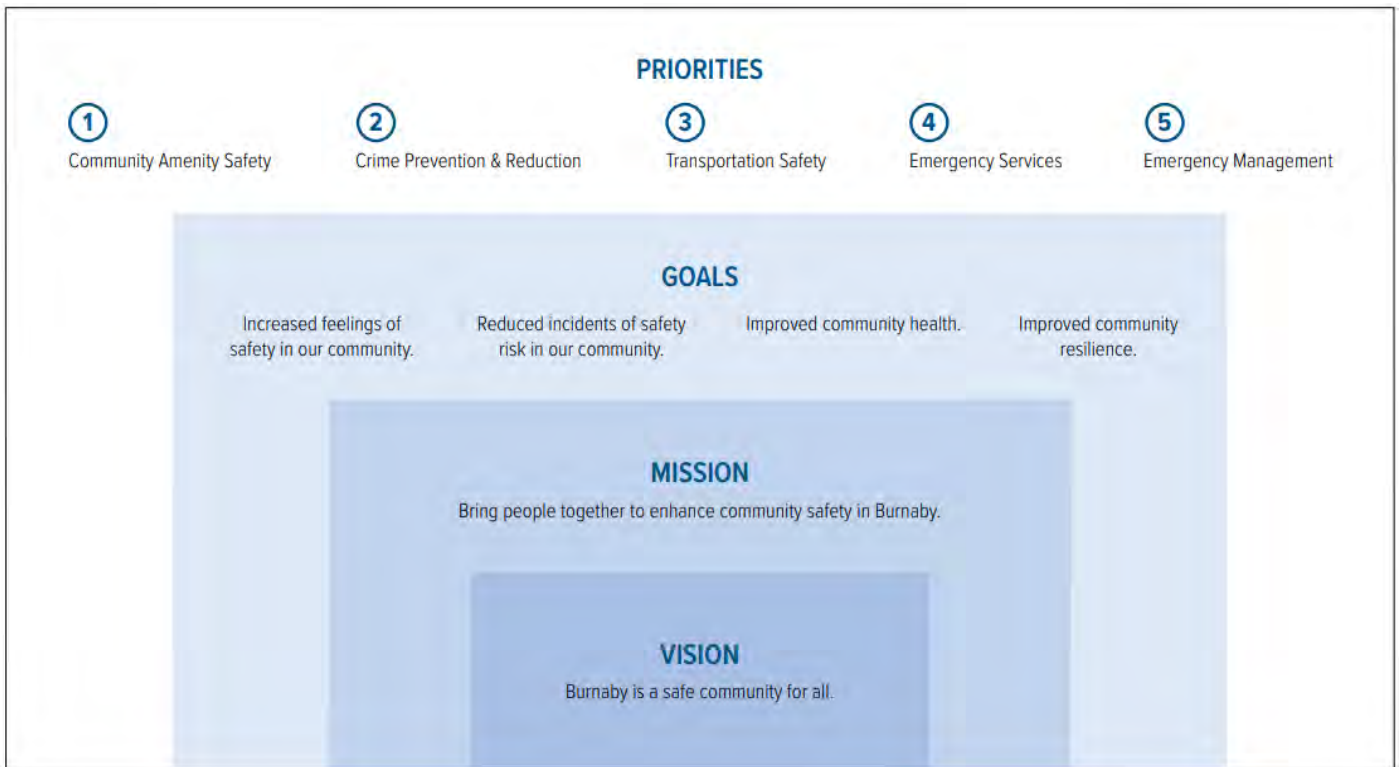 PRIORITIES
1
Community Amenity Safety
2
Crime Prevention & Reduction
3
Transportation Safety
4
Emergency Services
5
Emergency Management
GOALS
Increased feelings of
safety in our community.
Reduced incidents of safety
risk in our community.
Improved community health.
Improved community
resilience.
MISSION
Bring people together to enhance community safety in Burnaby.
VISION
Burnaby is a safe community for all.